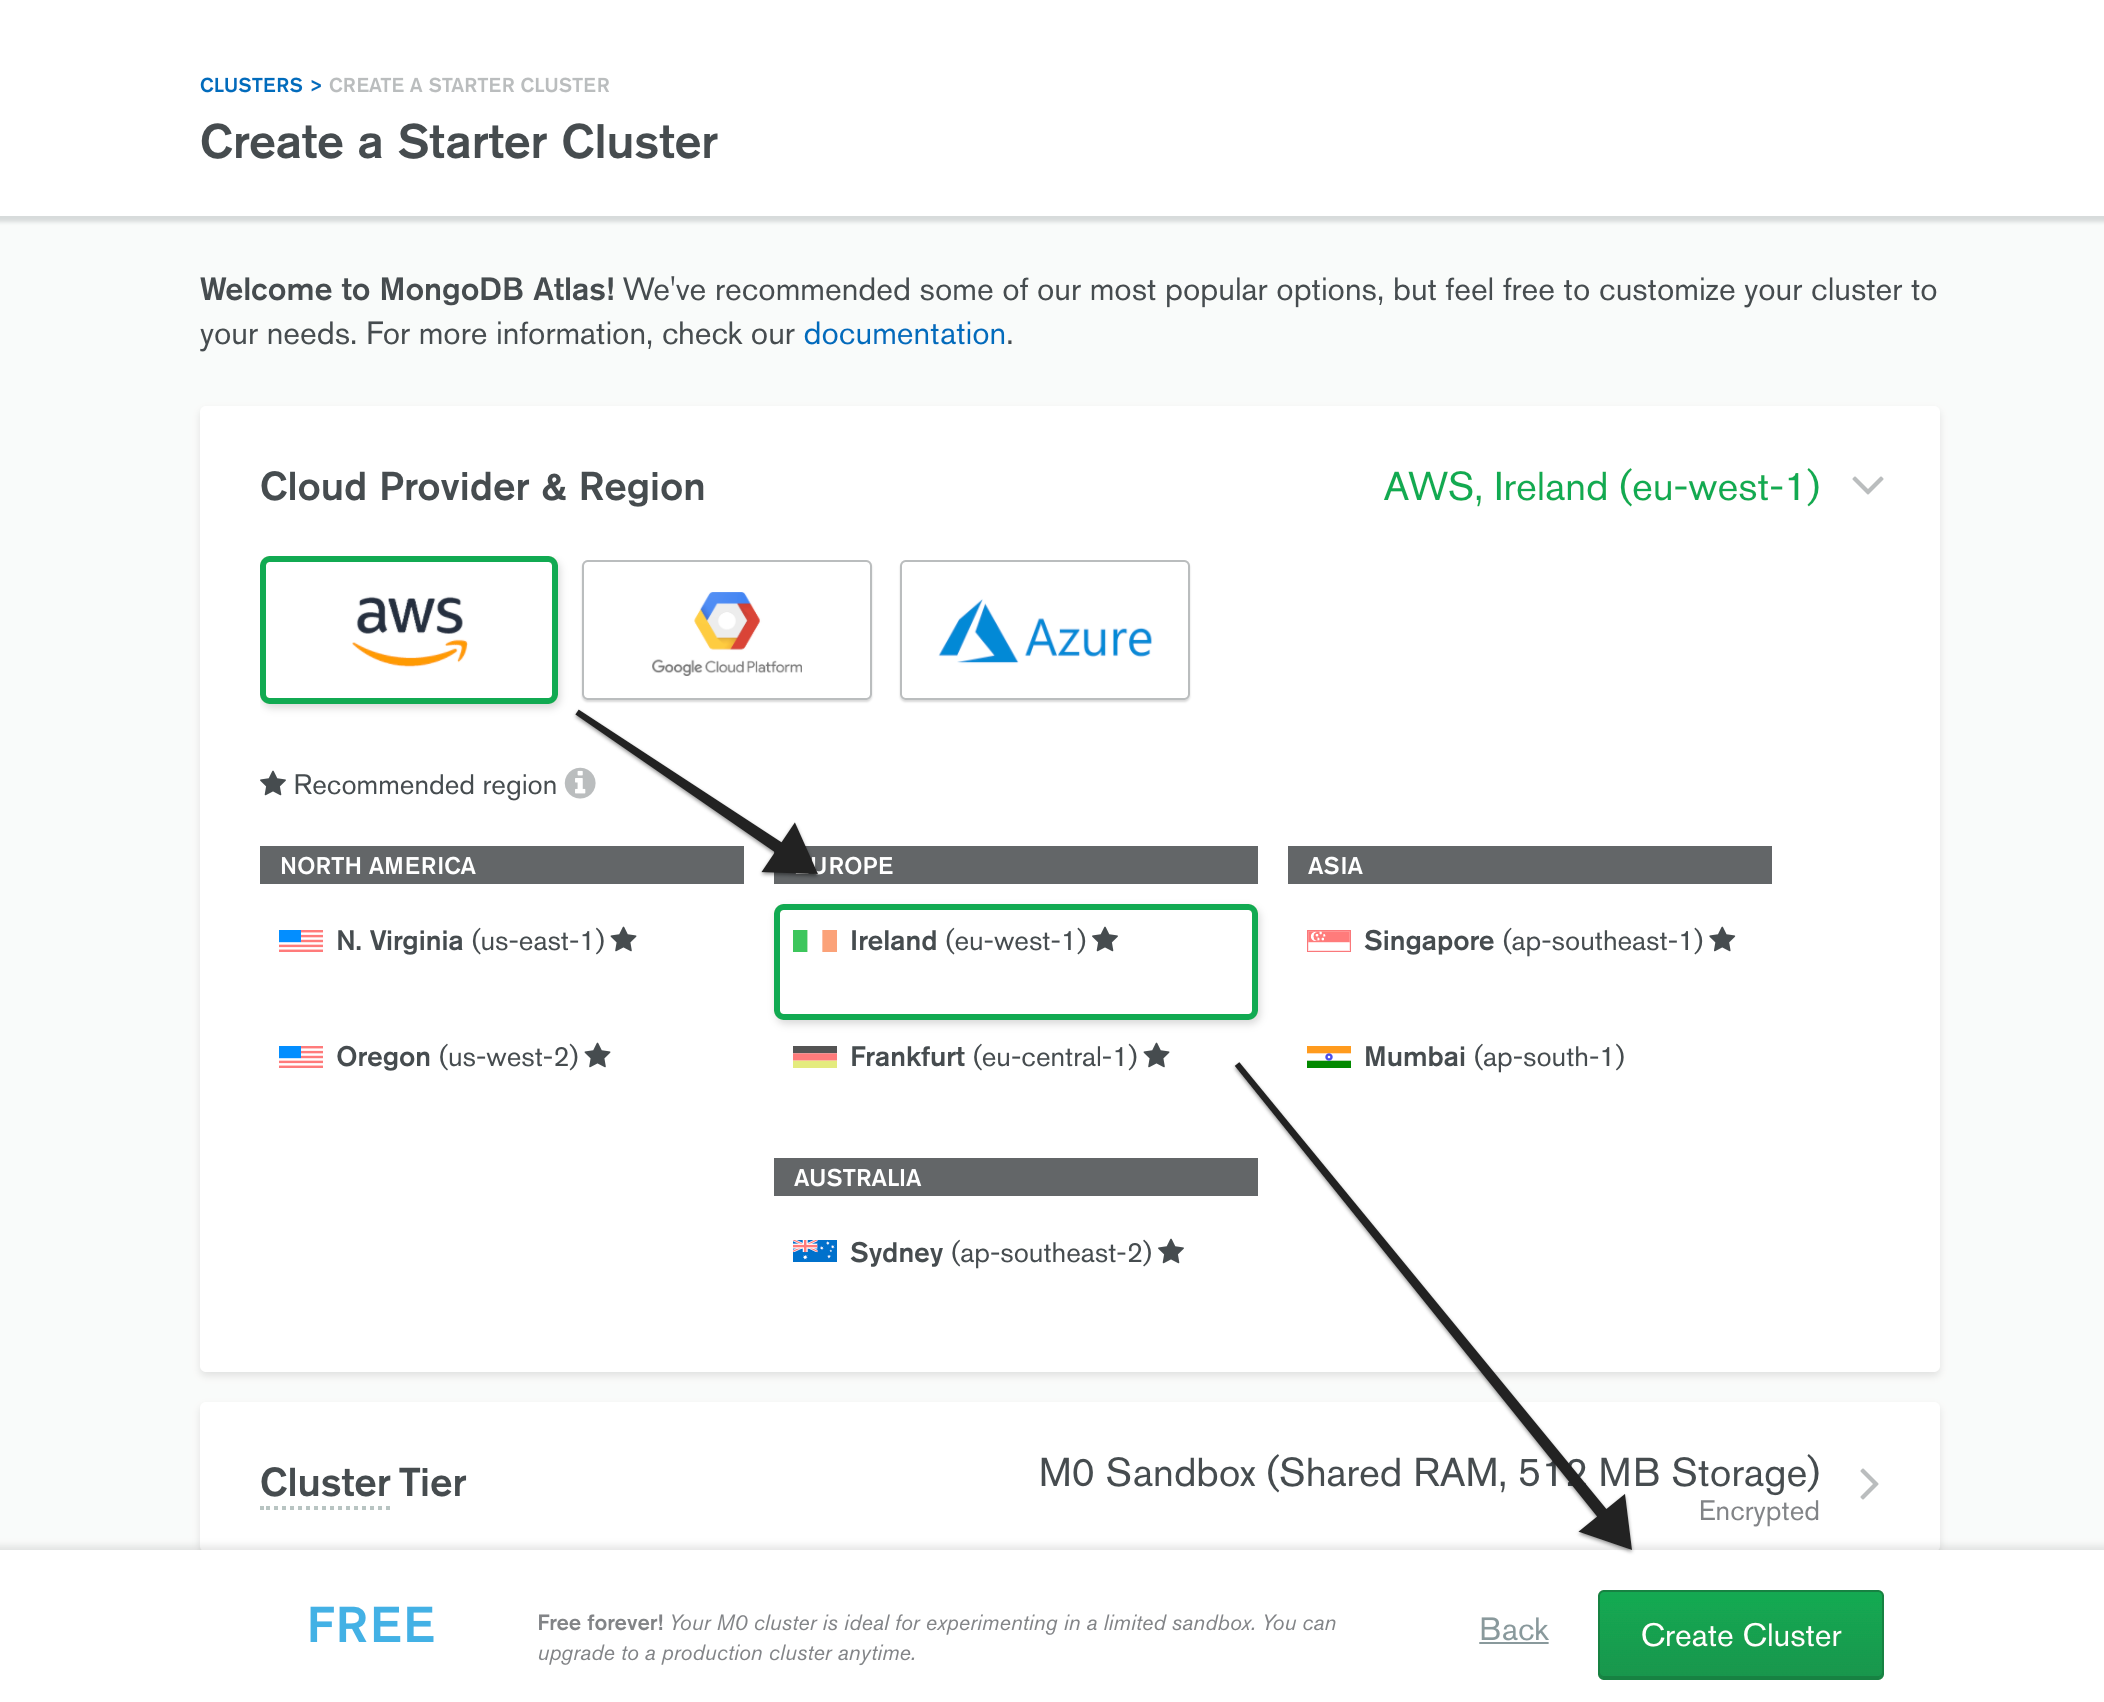 CLUSTERS > CREATE A STARTER CLUSTER
Create a Starter Cluster
Welcome to MongoDB Atlas! We've recommended some of our most popular options, but feel free to customize your cluster to
your needs. For more information, check our documentation.
Cloud Provider & Region
AWS, Ireland (eu-west-1)
aws
Google Cloud Platform
Azure
★ Recommended region
NORTH AMERICA
N. Virginia (us-east-1) ★
Oregon (us-west-2) ★
EUROPE
Ireland (eu-west-1) ★
Frankfurt (eu-central-1) ★
AUSTRALIA
Sydney (ap-southeast-2) ★
ASIA
Singapore (ap-southeast-1) ★
Mumbai (ap-south-1)
Cluster Tier
M0 Sandbox (Shared RAM, 512 MB Storage)
Encrypted
FREE
Free forever! Your M0 cluster is ideal for experimenting in a limited sandbox. You can
upgrade to a production cluster anytime.
Back
Create Cluster